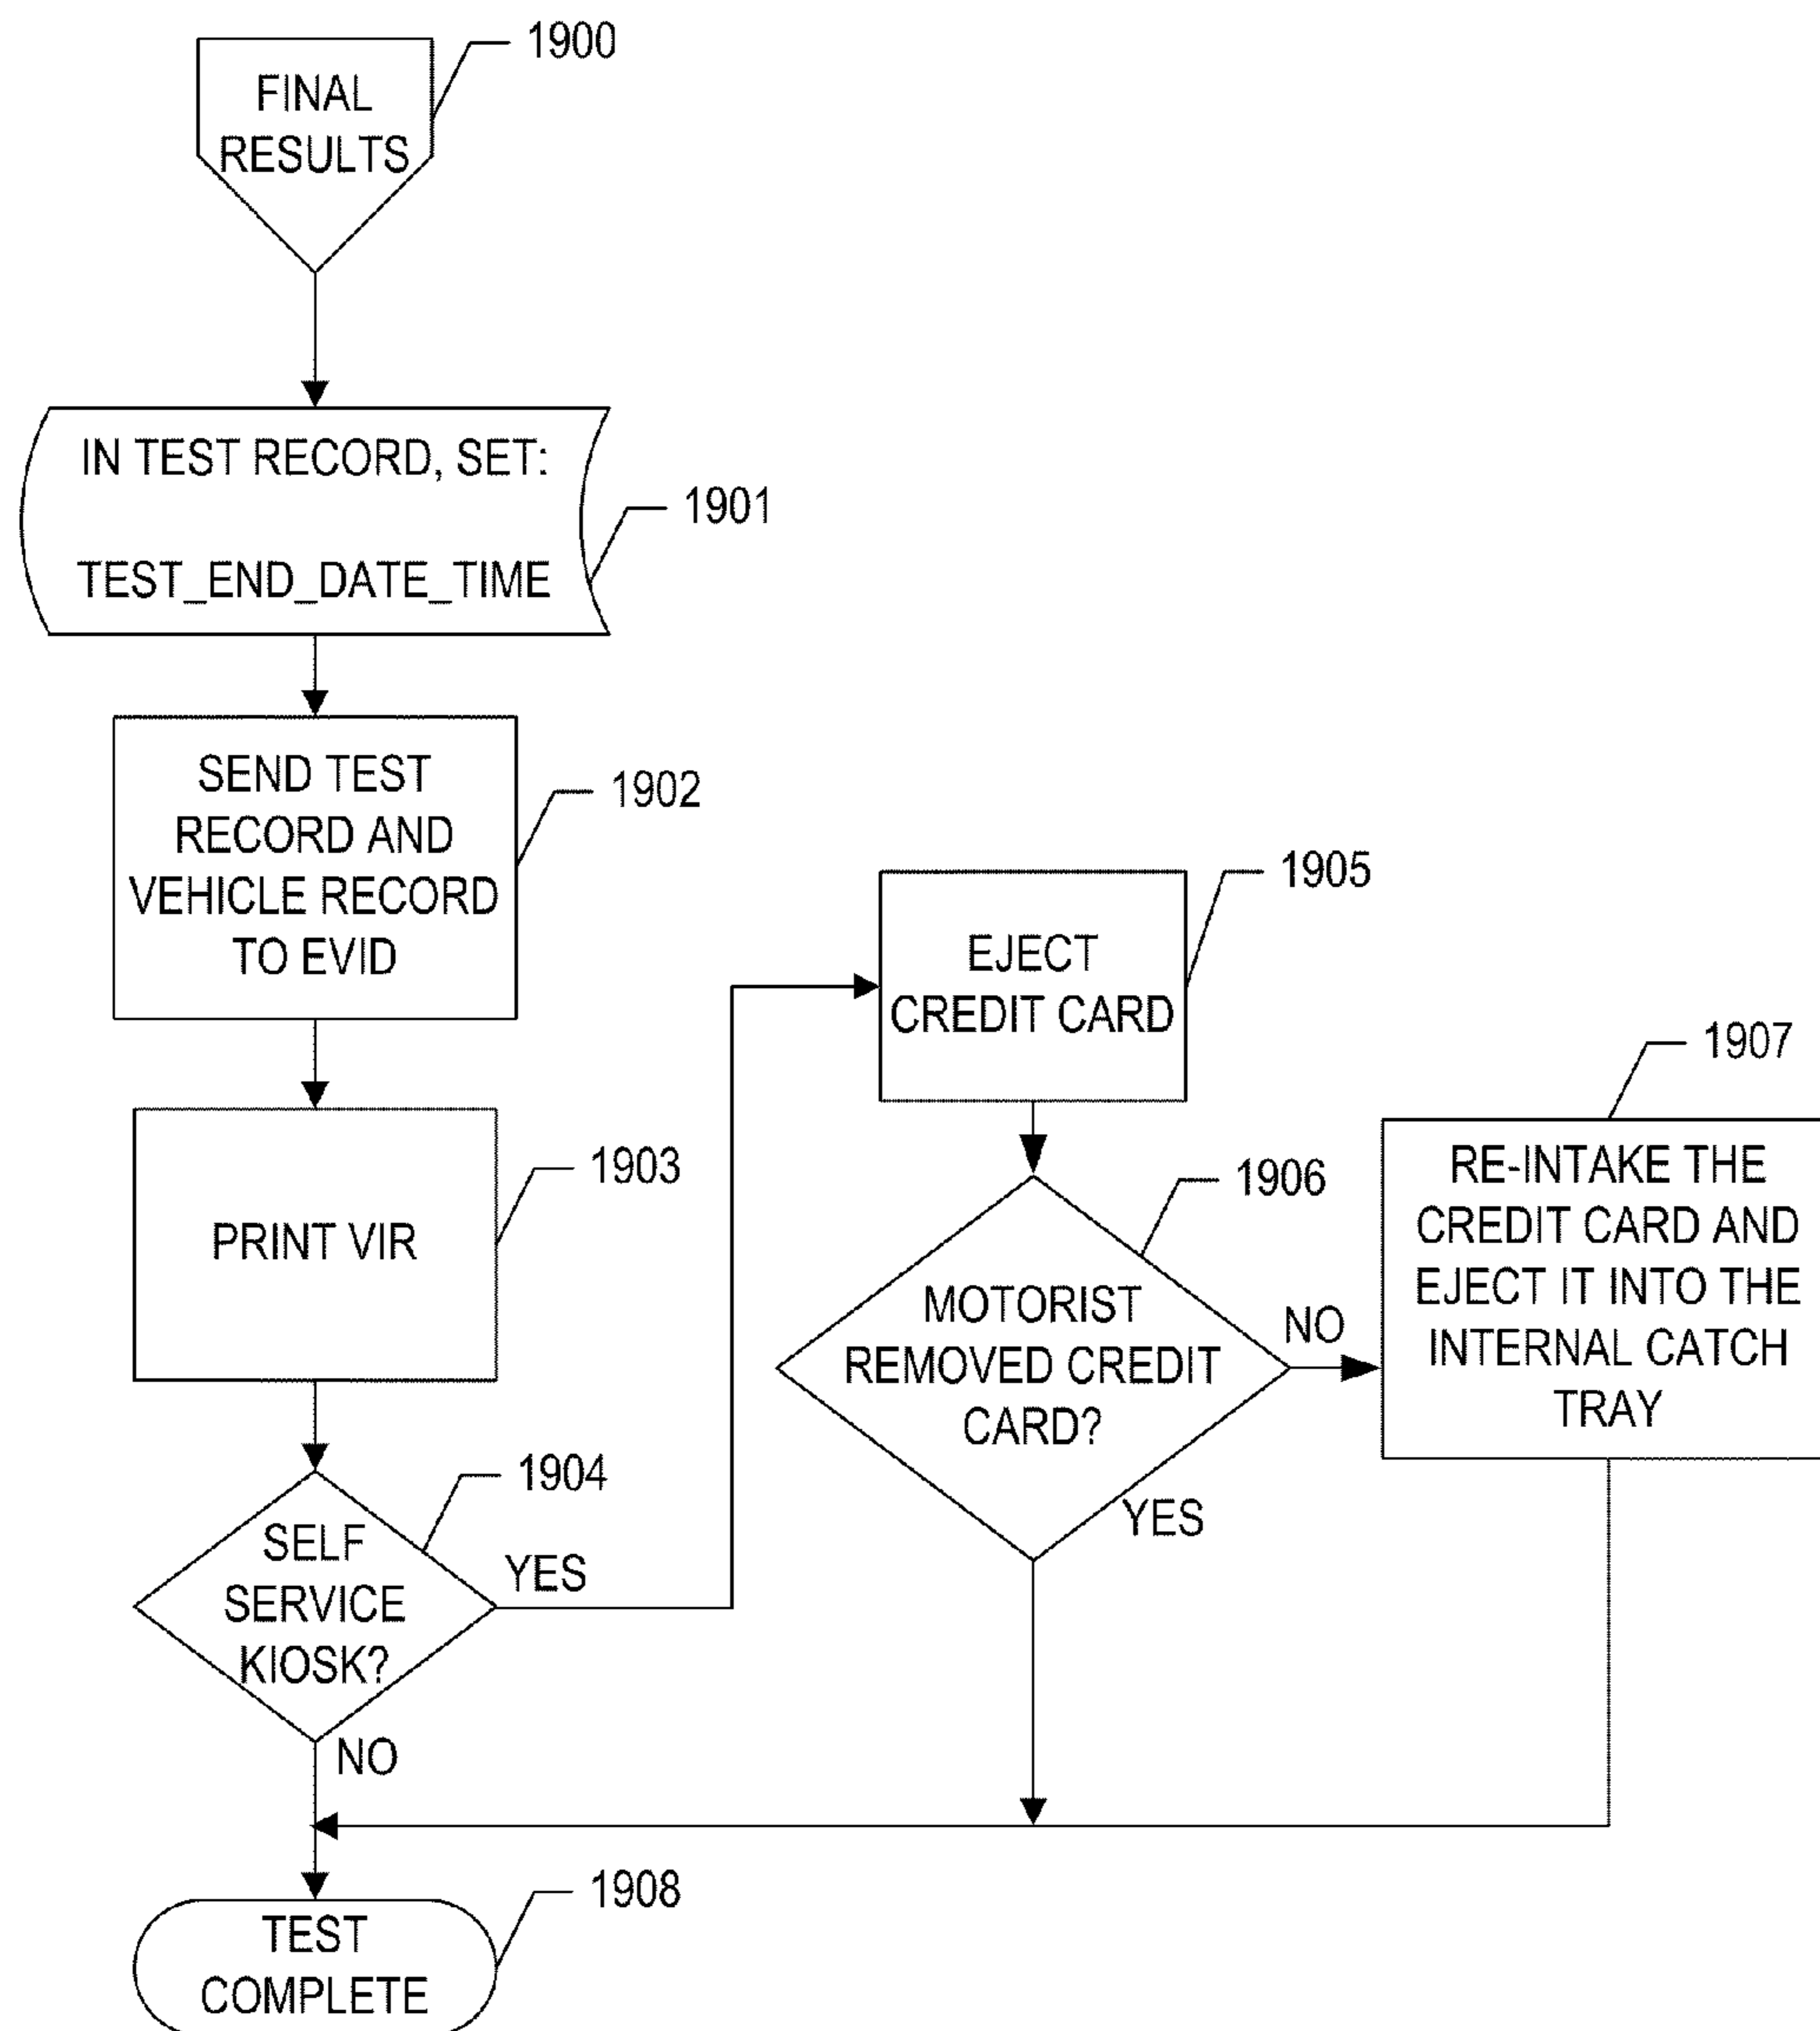 1900
FINAL
RESULTS
IN TEST RECORD, SET:
1901
TEST_END_DATE_TIME
SEND TEST
1902
RECORD AND
VEHICLE RECORD
TO EVID
1903
PRINT VIR
1904
SELF
SERVICE
KIOSK?
YES
NO
1905
EJECT
CREDIT CARD
1906
MOTORIST
REMOVED CREDIT
CARD?
NO
YES
1907
RE-INTAKE THE
CREDIT CARD AND
EJECT IT INTO THE
INTERNAL CATCH
TRAY
1908
TEST
COMPLETE